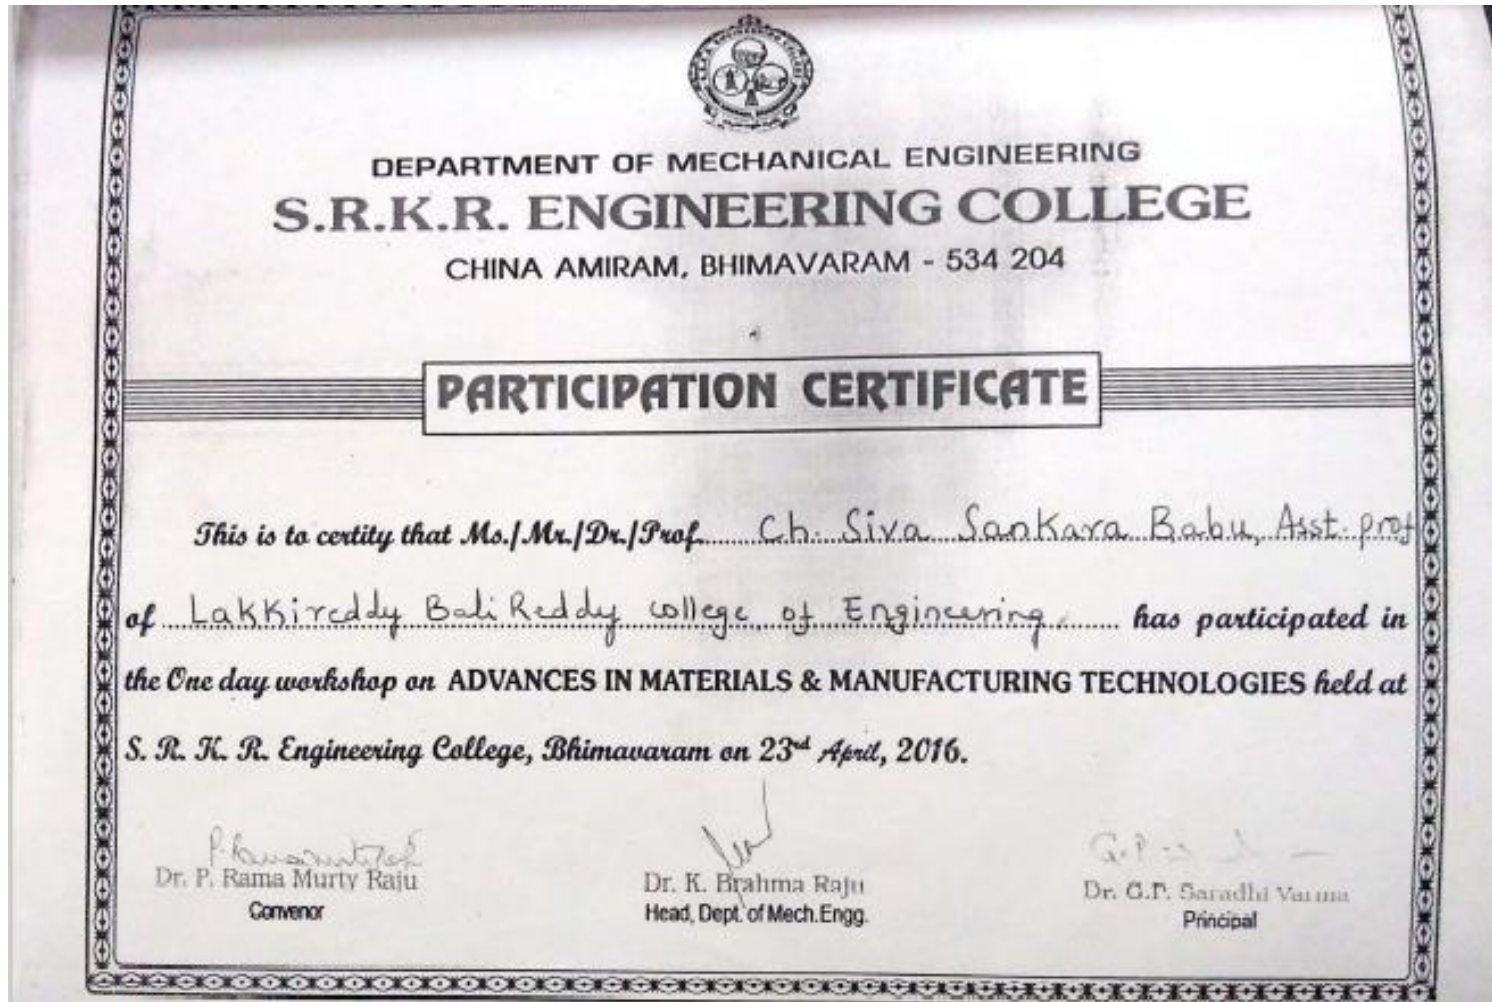 DEPARTMENT OF MECHANICAL ENGINEERING
S.R.K.R. ENGINEERING COLLEGE
CHINA AMIRAM, BHIMAVARAM - 534 204
PARTICIPATION CERTIFICATE
This is to certity that Ms./Mr./Dr./Prof. Ch. Siva Sankara Babu, Asst. prof
of Lakkireddy Bali Reddy college of Engineering. has participated in
the One day workshop on ADVANCES IN MATERIALS & MANUFACTURING TECHNOLOGIES held at
S. R. K. R. Engineering College, Bhimavaram on 23rd April, 2016.
Dr. P. Rama Murty Raju
Convenor
Dr. K. Brahma Raju
Head, Dept. of Mech.Engg.
Dr. G.P. Saradhi Varma
Principal